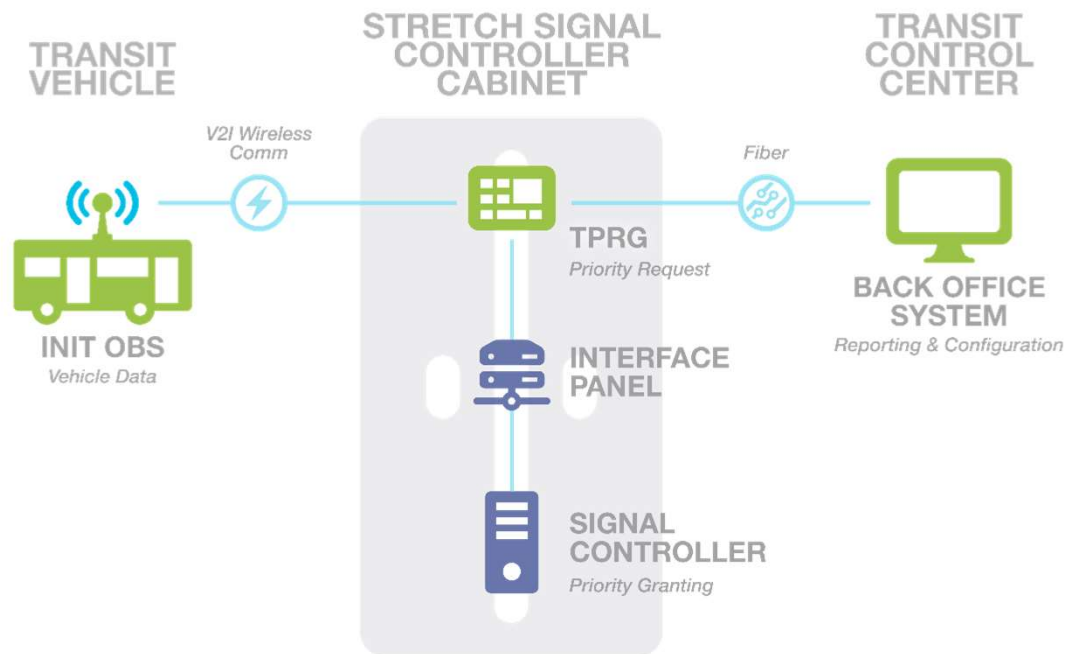 TRANSIT
VEHICLE
STRETCH SIGNAL
CONTROLLER
CABINET
TRANSIT
CONTROL
CENTER
V2I Wireless
Comm
Fiber
TPRG
Priority Request
INIT OBS
Vehicle Data
BACK OFFICE
SYSTEM
Reporting & Configuration
INTERFACE
PANEL
SIGNAL
CONTROLLER
Priority Granting